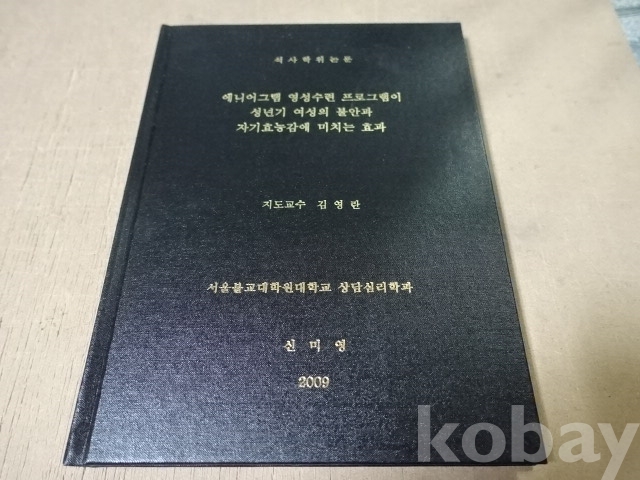 석사학위논문
애니어그램 영성수련 프로그램이
성년기 여성의 불안과
자기효능감에 미치는 효과
지도교수 김영란
서울불교대학원대학교 상담심리학과
신미영
2009
kobay